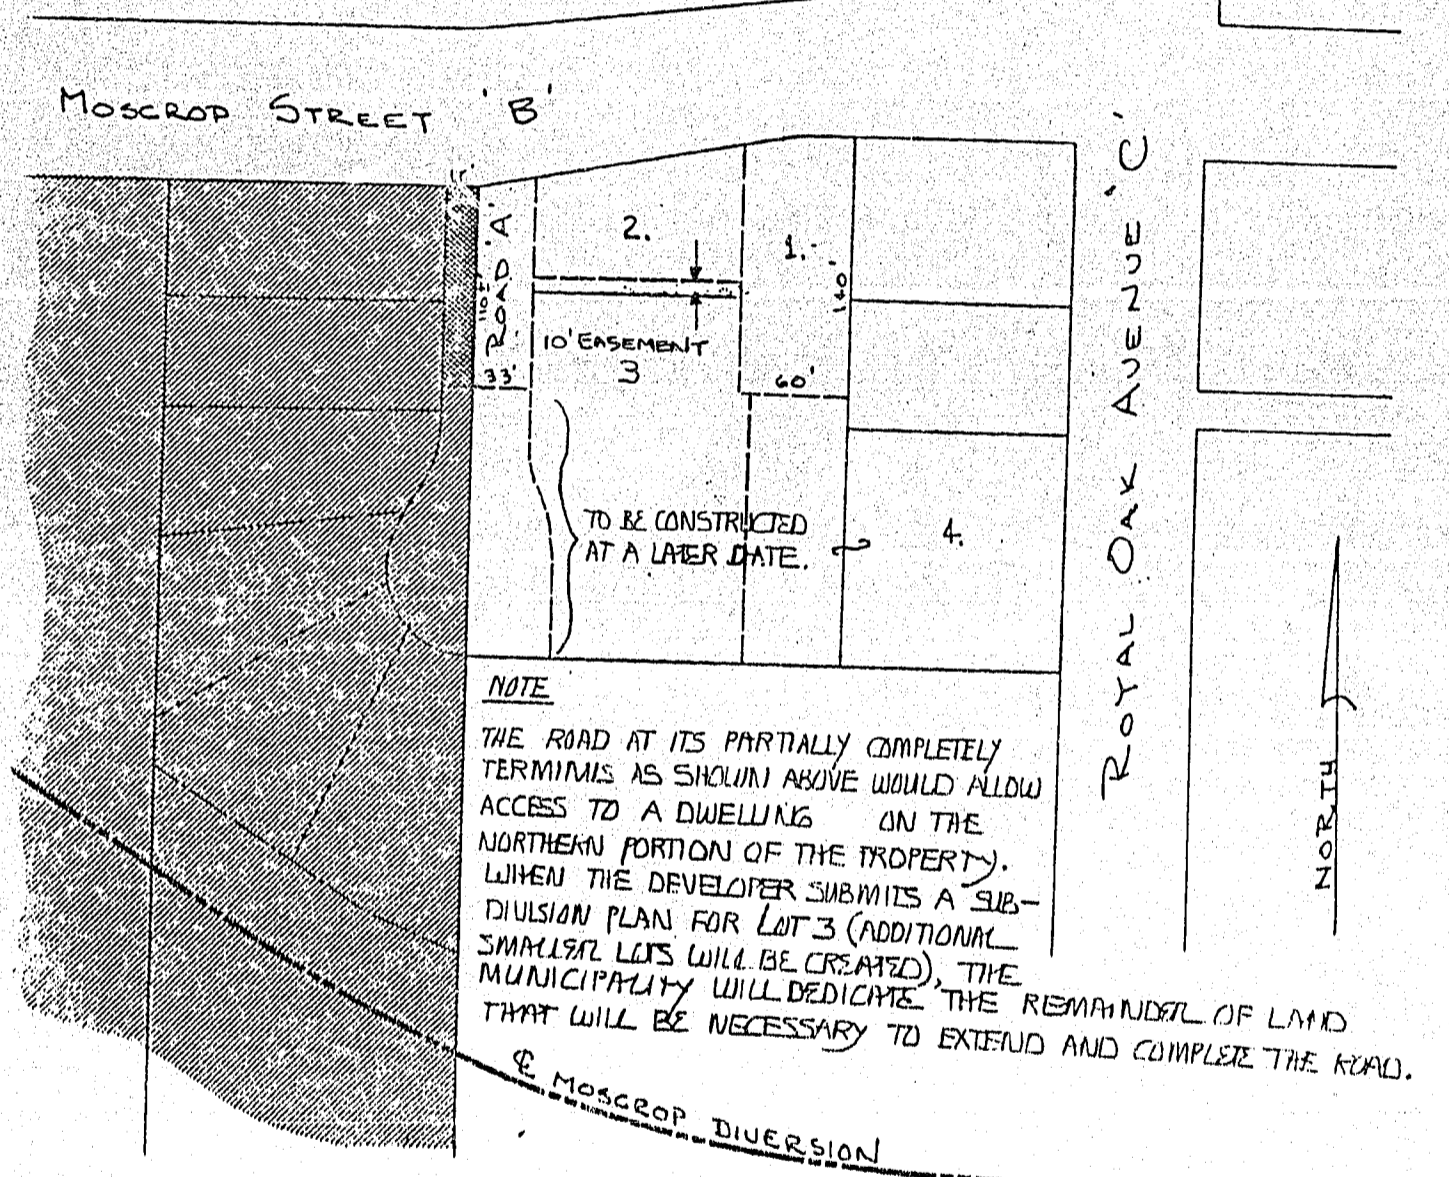 MOSCROP STREET 'B'
ROYAL OAK AVENUE 'C'
ROAD 'A'
110'±
33'
2.
1.
140'
60'
10' EASEMENT
3
TO BE CONSTRUCTED
AT A LATER DATE.
4.
NORTH
NOTE
THE ROAD AT ITS PARTIALLY COMPLETELY
TERMINIS AS SHOWN ABOVE WOULD ALLOW
ACCESS TO A DWELLING ON THE
NORTHERN PORTION OF THE PROPERTY).
WHEN THE DEVELOPER SUBMITS A SUB-
DIVISION PLAN FOR LOT 3 (ADDITIONAL
SMALLER LOTS WILL BE CREATED), THE
MUNICIPALITY WILL DEDICATE THE REMAINDER OF LAND
THAT WILL BE NECESSARY TO EXTEND AND COMPLETE THE ROAD.
℄ MOSCROP DIVERSION